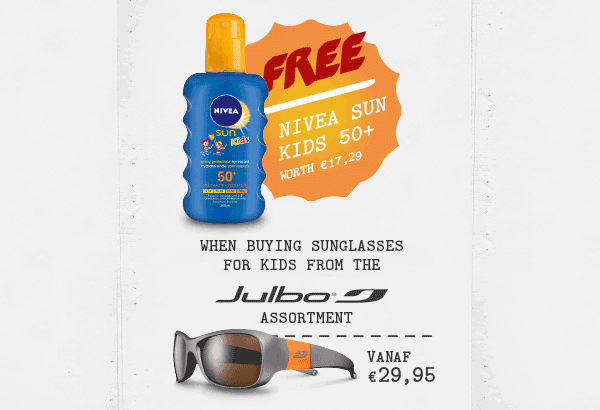 FREE
NIVEA SUN
KIDS 50+
WORTH €17,29
NIVEA
sun
Kids
50+
WHEN BUYING SUNGLASSES
FOR KIDS FROM THE
Julbo
ASSORTMENT
VANAF
€29,95